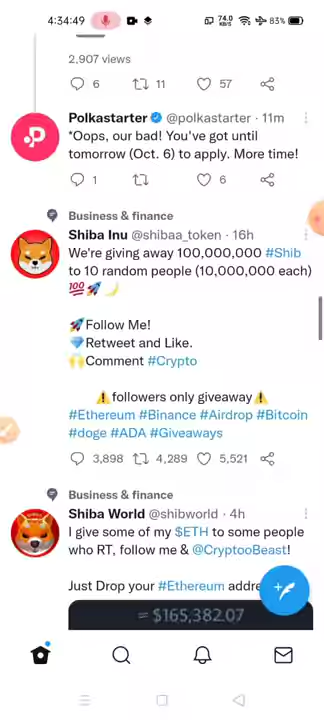 4:34:49
74.0
KB/S
83%
2,907 views
6 11 57
Polkastarter @polkastarter · 11m
*Oops, our bad! You've got until
tomorrow (Oct. 6) to apply. More time!
1 6
Business & finance
Shiba Inu @shibaa_token · 16h
We're giving away 100,000,000 #Shib
to 10 random people (10,000,000 each)
💯🚀🌙
🚀Follow Me!
💎Retweet and Like.
🙌Comment #Crypto
⚠️followers only giveaway⚠️
#Ethereum #Binance #Airdrop #Bitcoin
#doge #ADA #Giveaways
3,898 4,289 5,521
Business & finance
Shiba World @shibworld · 4h
I give some of my $ETH to some people
who RT, follow me & @CryptooBeast!
Just Drop your #Ethereum addre
= $165,382.07